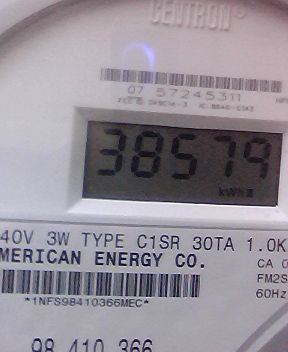 CENTRON®
07 57245311
38579
kWh
40V 3W TYPE C1SR 30TA 1.0K
MERICAN ENERGY CO.
CA 0
FM2S
60Hz
*1NFS98410366MEC*
98 410 366